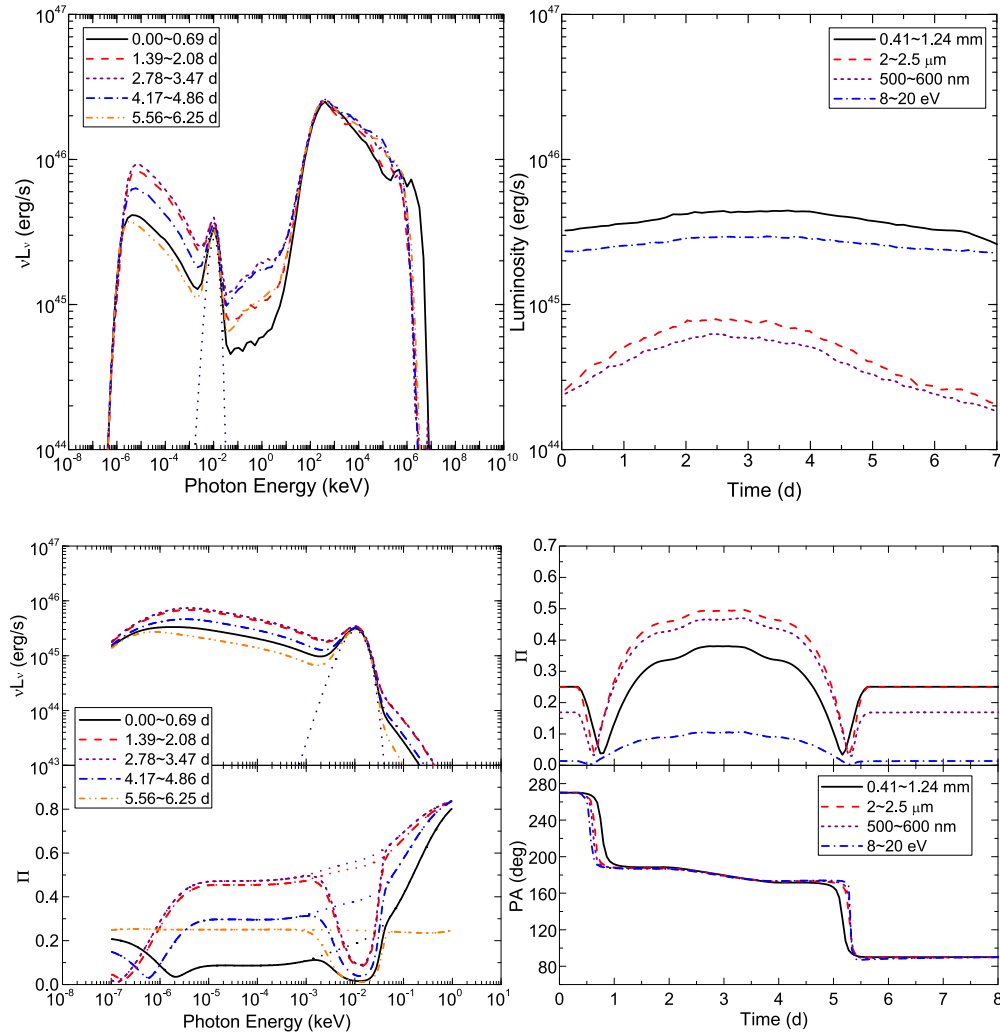 10^47
10^46
10^45
10^44
νL_ν (erg/s)
0.00~0.69 d
1.39~2.08 d
2.78~3.47 d
4.17~4.86 d
5.56~6.25 d
10^-8 10^-6 10^-4 10^-2 10^0 10^2 10^4 10^6 10^8 10^10
Photon Energy (keV)
10^47
10^46
10^45
10^44
Luminosity (erg/s)
0.41~1.24 mm
2~2.5 μm
500~600 nm
8~20 eV
0 1 2 3 4 5 6 7
Time (d)
10^47
10^46
10^45
10^44
10^43
νL_ν (erg/s)
0.00~0.69 d
1.39~2.08 d
2.78~3.47 d
4.17~4.86 d
5.56~6.25 d
0.8
0.6
0.4
0.2
0.0
Π
10^-8 10^-7 10^-6 10^-5 10^-4 10^-3 10^-2 10^-1 10^0 10^1
Photon Energy (keV)
0.7
0.6
0.5
0.4
0.3
0.2
0.1
0.0
Π
280
240
200
160
120
80
PA (deg)
0.41~1.24 mm
2~2.5 μm
500~600 nm
8~20 eV
0 1 2 3 4 5 6 7 8
Time (d)